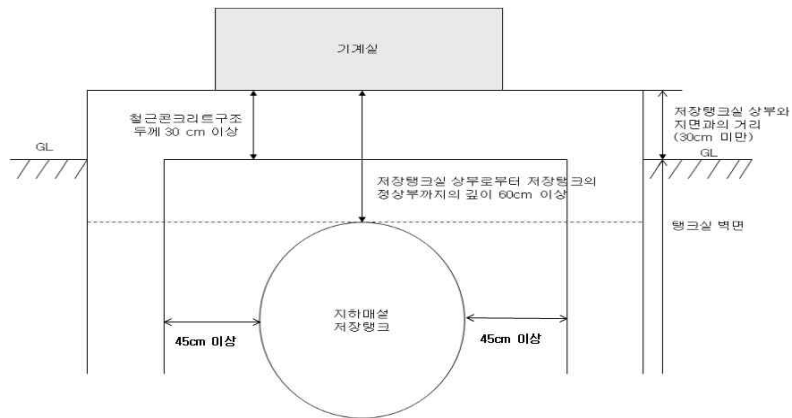 기계실
철근콘크리트구조
두께 30 cm 이상
저장탱크실 상부와
지면과의 거리
(30cm 미만)
GL
GL
저장탱크실 상부로부터 저장탱크의
정상부까지의 깊이 60cm 이상
탱크실 벽면
지하매설
저장탱크
45cm 이상
45cm 이상